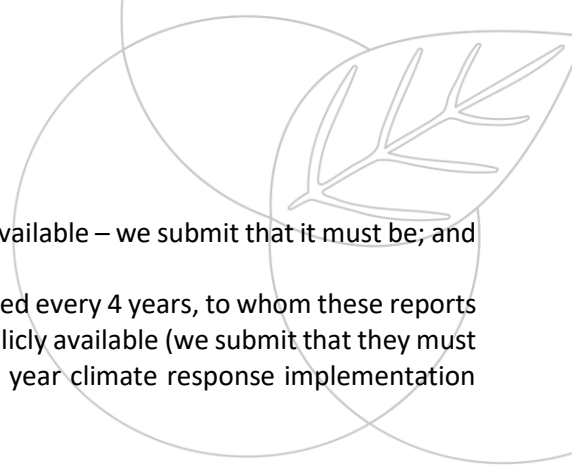 vailable – we submit that it must be; and
ed every 4 years, to whom these reports
licly available (we submit that they must
year climate response implementation